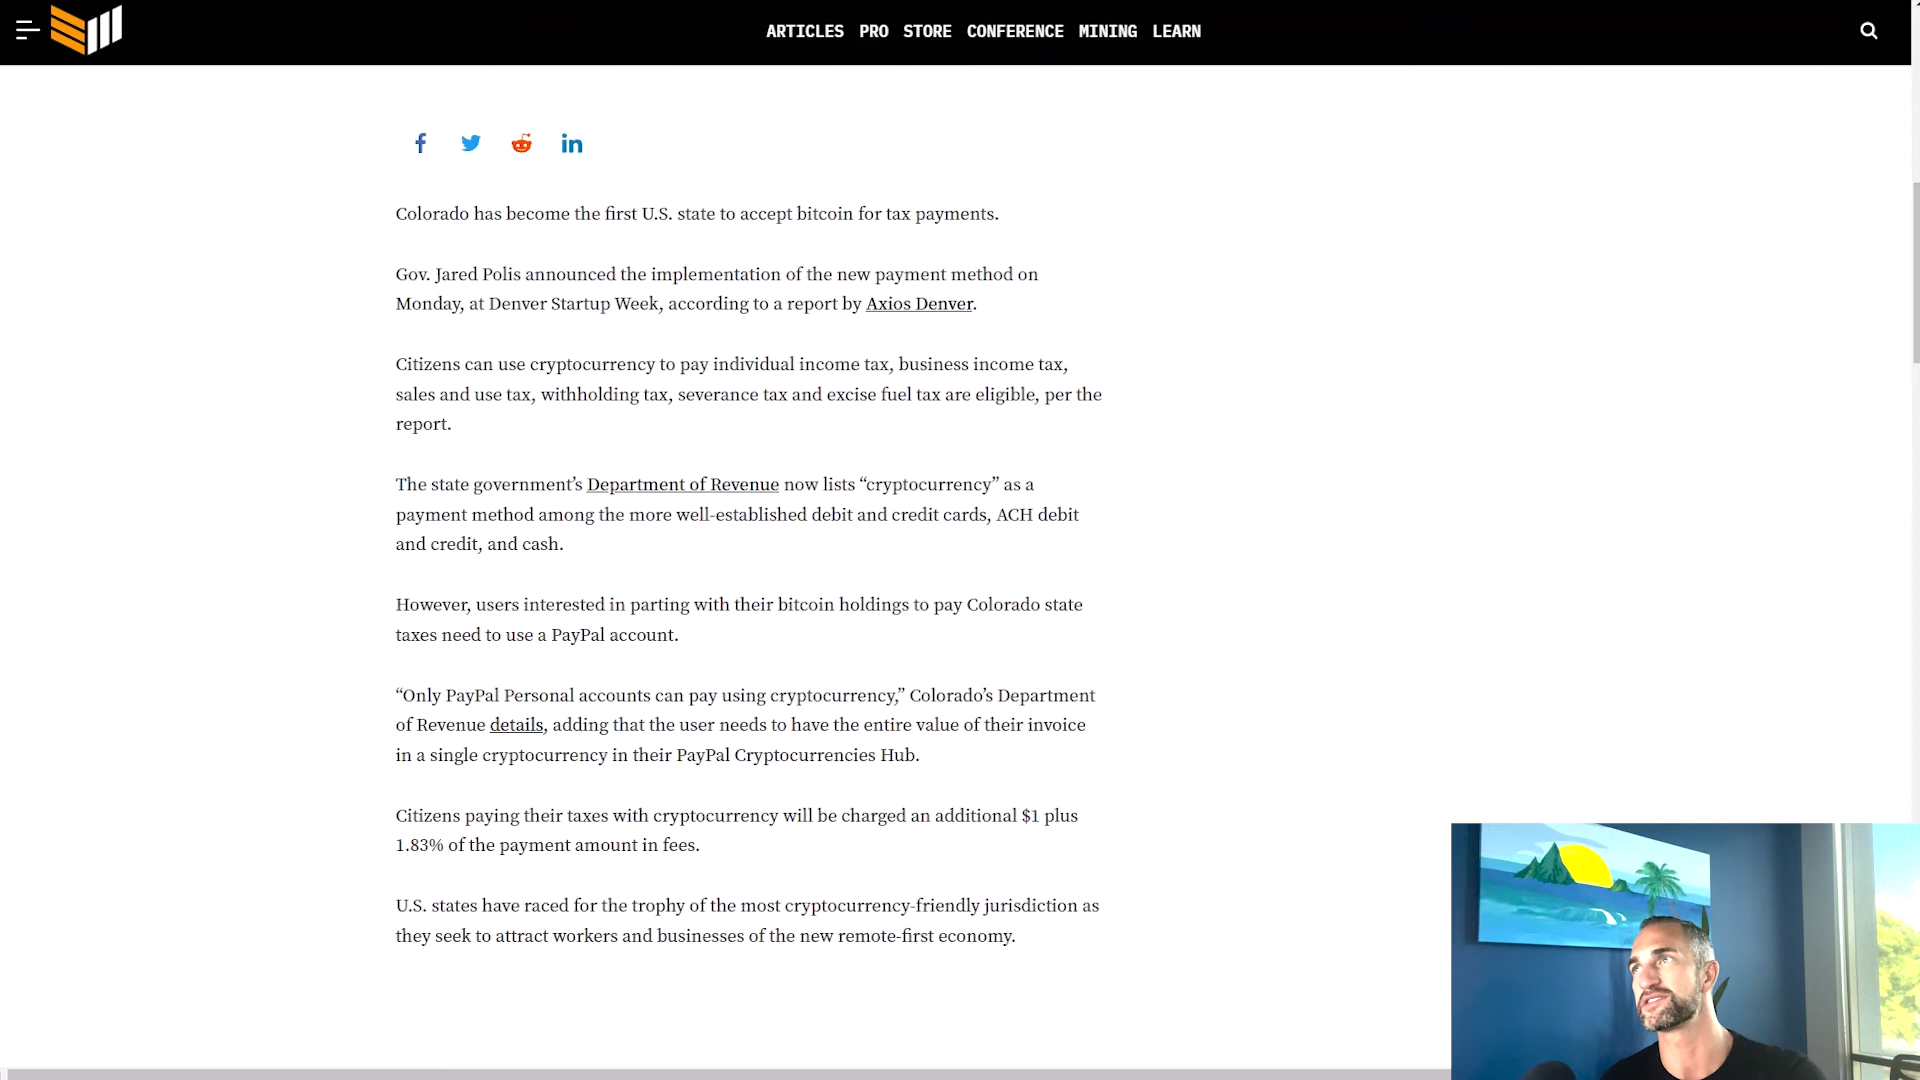 ARTICLES PRO STORE CONFERENCE MINING LEARN
Colorado has become the first U.S. state to accept bitcoin for tax payments.
Gov. Jared Polis announced the implementation of the new payment method on
Monday, at Denver Startup Week, according to a report by Axios Denver.
Citizens can use cryptocurrency to pay individual income tax, business income tax,
sales and use tax, withholding tax, severance tax and excise fuel tax are eligible, per the
report.
The state government’s Department of Revenue now lists “cryptocurrency” as a
payment method among the more well-established debit and credit cards, ACH debit
and credit, and cash.
However, users interested in parting with their bitcoin holdings to pay Colorado state
taxes need to use a PayPal account.
“Only PayPal Personal accounts can pay using cryptocurrency,” Colorado’s Department
of Revenue details, adding that the user needs to have the entire value of their invoice
in a single cryptocurrency in their PayPal Cryptocurrencies Hub.
Citizens paying their taxes with cryptocurrency will be charged an additional $1 plus
1.83% of the payment amount in fees.
U.S. states have raced for the trophy of the most cryptocurrency-friendly jurisdiction as
they seek to attract workers and businesses of the new remote-first economy.